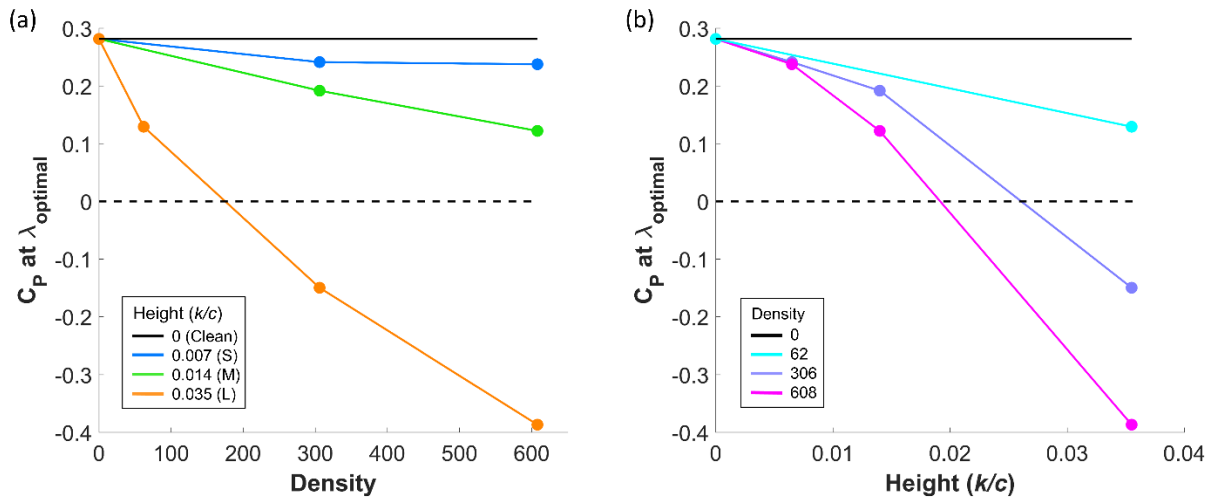 (a)
0.3
0.2
0.1
0
-0.1
-0.2
-0.3
-0.4
C_P at λ_optimal
Height (k/c)
0 (Clean)
0.007 (S)
0.014 (M)
0.035 (L)
0 100 200 300 400 500 600
Density
(b)
0.3
0.2
0.1
0
-0.1
-0.2
-0.3
-0.4
C_P at λ_optimal
Density
0
62
306
608
0 0.01 0.02 0.03 0.04
Height (k/c)